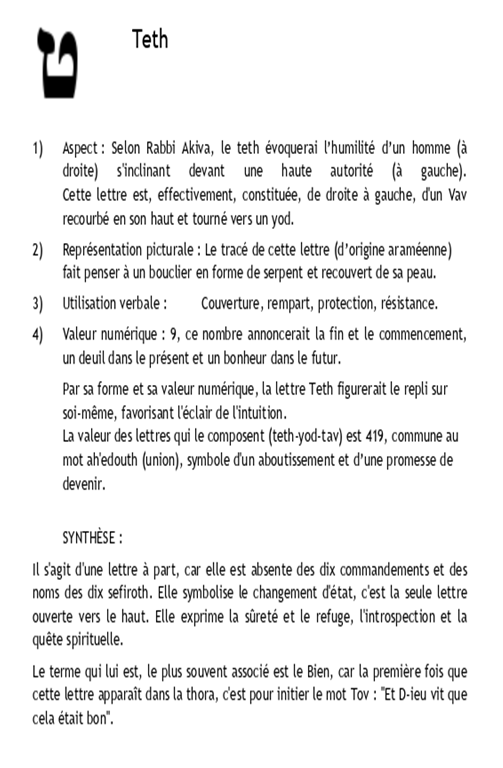 ט Teth
1) Aspect : Selon Rabbi Akiva, le teth évoquerai l'humilité d'un homme (à
droite) s'inclinant devant une haute autorité (à gauche).
Cette lettre est, effectivement, constituée, de droite à gauche, d'un Vav
recourbé en son haut et tourné vers un yod.
2) Représentation picturale : Le tracé de cette lettre (d'origine araméenne)
fait penser à un bouclier en forme de serpent et recouvert de sa peau.
3) Utilisation verbale : Couverture, rempart, protection, résistance.
4) Valeur numérique : 9, ce nombre annoncerait la fin et le commencement,
un deuil dans le présent et un bonheur dans le futur.
Par sa forme et sa valeur numérique, la lettre Teth figurerait le repli sur
soi-même, favorisant l'éclair de l'intuition.
La valeur des lettres qui le composent (teth-yod-tav) est 419, commune au
mot ah'edouth (union), symbole d'un aboutissement et d'une promesse de
devenir.
SYNTHÈSE :
Il s'agit d'une lettre à part, car elle est absente des dix commandements et des
noms des dix sefiroth. Elle symbolise le changement d'état, c'est la seule lettre
ouverte vers le haut. Elle exprime la sûreté et le refuge, l'introspection et la
quête spirituelle.
Le terme qui lui est, le plus souvent associé est le Bien, car la première fois que
cette lettre apparaît dans la thora, c'est pour initier le mot Tov : "Et D-ieu vit que
cela était bon".